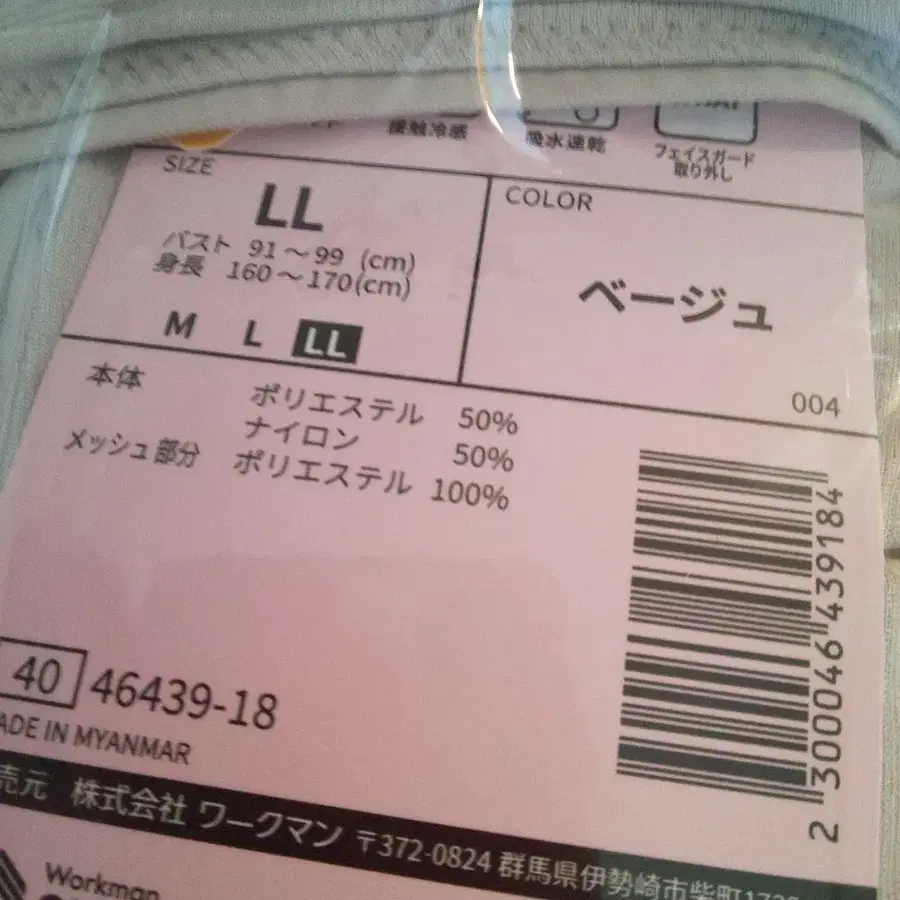 接触冷感
吸水速乾
フェイスガード
取り外し
SIZE
LL
バスト 91～99 (cm)
身長 160～170(cm)
M L LL
COLOR
ベージュ
004
本体 ポリエステル 50%
ナイロン 50%
メッシュ部分 ポリエステル 100%
2 300046 439184
40 46439-18
ADE IN MYANMAR
売元 株式会社 ワークマン 〒372-0824 群馬県伊勢崎市柴町1732
Workman